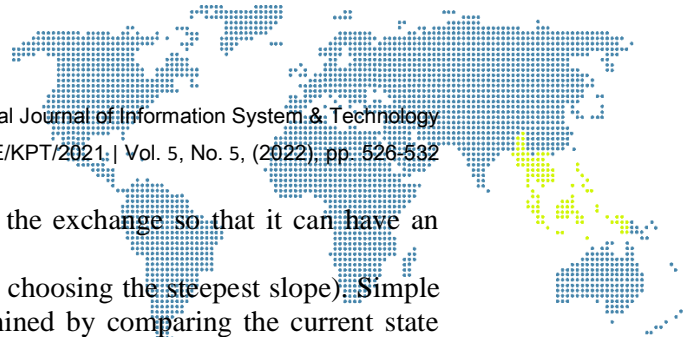 al Journal of Information System & Technology
E/KPT/2021 | Vol. 5, No. 5, (2022), pp. 526-532
the exchange so that it can have an
choosing the steepest slope). Simple
ined by comparing the current state